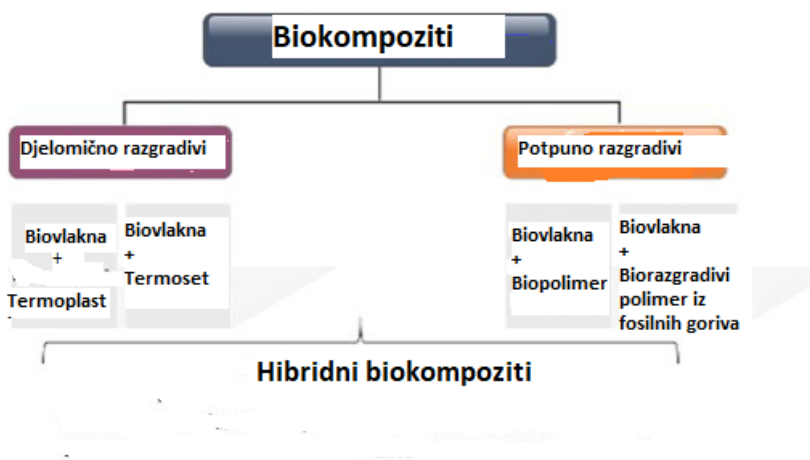 Biokompoziti
Djelomično razgradivi
Potpuno razgradivi
Biovlakna
+
Termoplast
Biovlakna
+
Termoset
Biovlakna
+
Biopolimer
Biovlakna
+
Biorazgradivi
polimer iz
fosilnih goriva
Hibridni biokompoziti